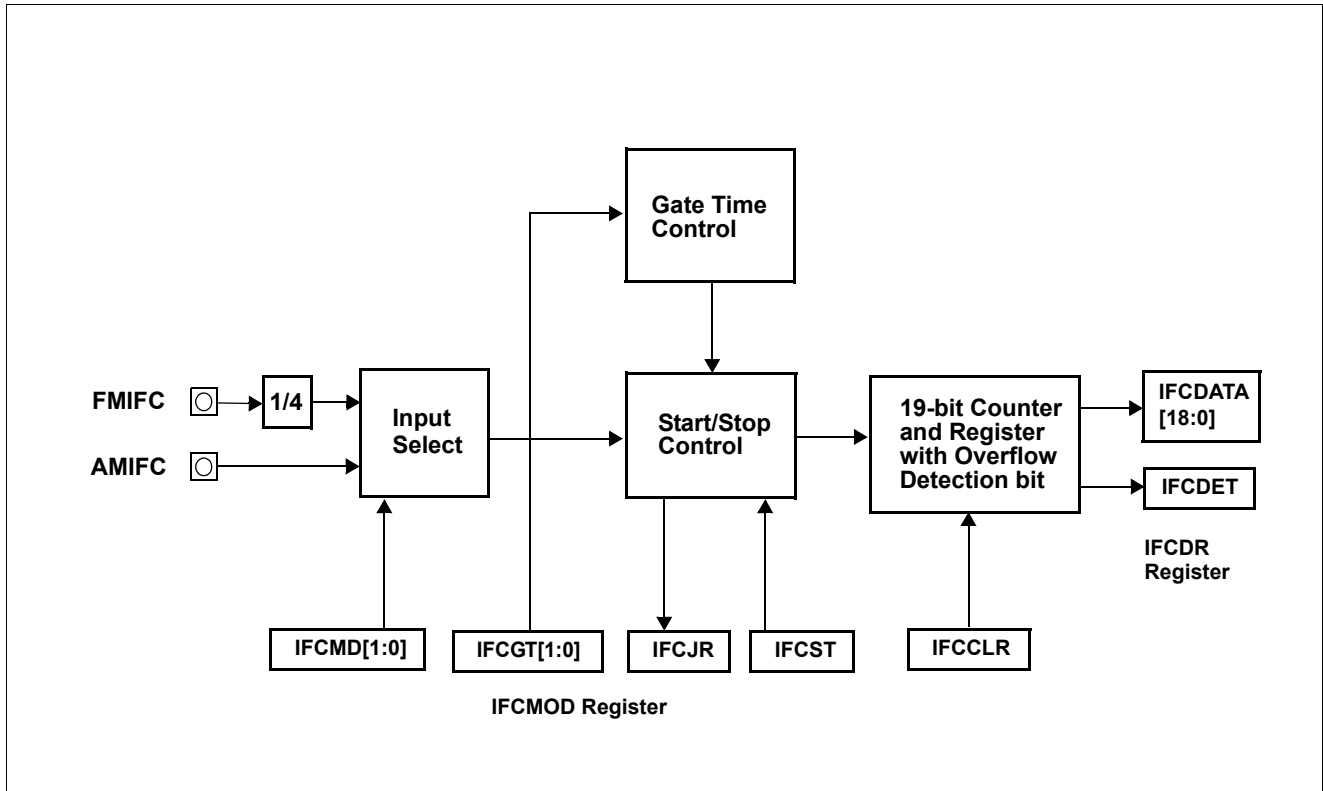 Gate Time
Control
FMIFC
1/4
AMIFC
Input
Select
Start/Stop
Control
19-bit Counter
and Register
with Overflow
Detection bit
IFCDATA
[18:0]
IFCDET
IFCDR
Register
IFCMD[1:0]
IFCGT[1:0]
IFCJR
IFCST
IFCCLR
IFCMOD Register